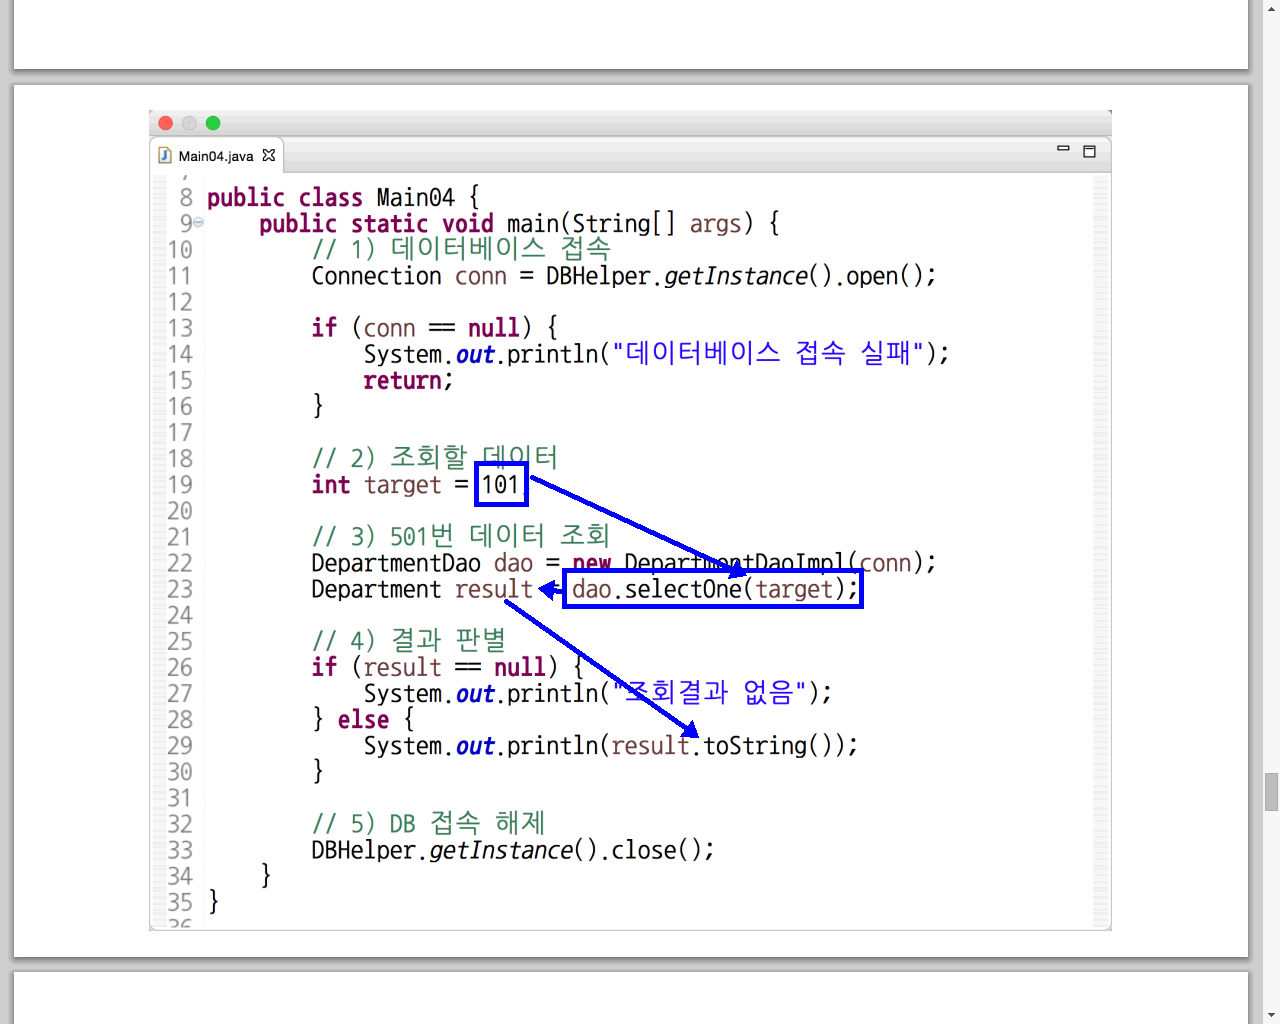 Main04.java
8 public class Main04 {
9 public static void main(String[] args) {
10 // 1) 데이터베이스 접속
11 Connection conn = DBHelper.getInstance().open();
12
13 if (conn == null) {
14 System.out.println("데이터베이스 접속 실패");
15 return;
16 }
17
18 // 2) 조회할 데이터
19 int target = 101
20
21 // 3) 501번 데이터 조회
22 DepartmentDao dao = new DepartmentDaoImpl(conn);
23 Department result = dao.selectOne(target);
24
25 // 4) 결과 판별
26 if (result == null) {
27 System.out.println("조회결과 없음");
28 } else {
29 System.out.println(result.toString());
30 }
31
32 // 5) DB 접속 해제
33 DBHelper.getInstance().close();
34 }
35 }